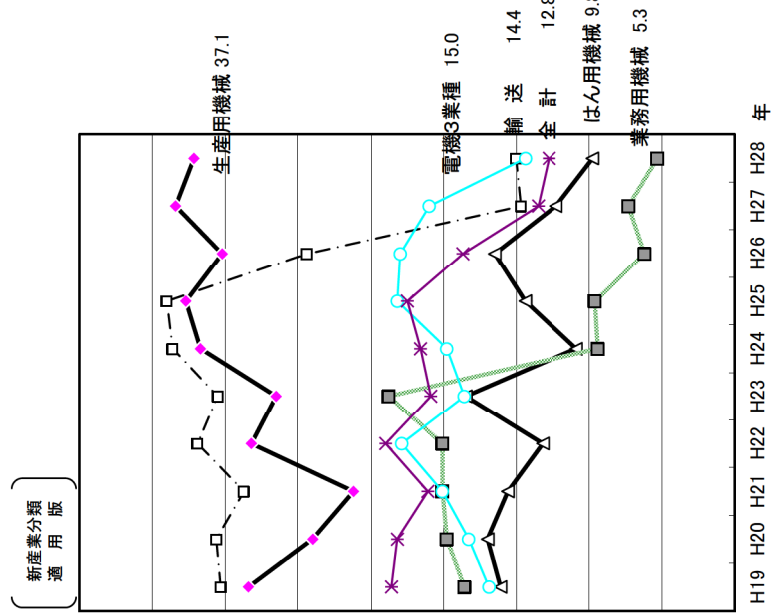 新産業分類
適用版
生産用機械 37.1
電機3業種 15.0
輸送 14.4
全計 12.8
はん用機械 9.8
業務用機械 5.3
H19
H20
H21
H22
H23
H24
H25
H26
H27
H28
年